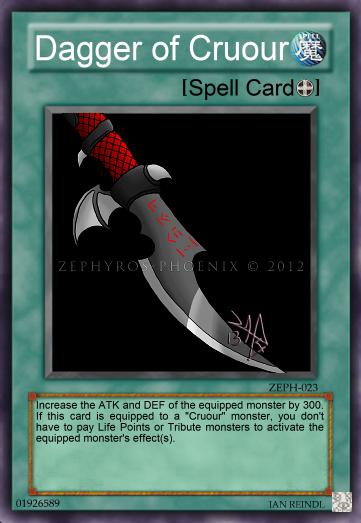 Dagger of Cruour
SPELL
魔
[Spell Card]
ZEPHYROS-PHOENIX © 2012
ZEPH-023
Increase the ATK and DEF of the equipped monster by 300.
If this card is equipped to a "Cruour" monster, you don't
have to pay Life Points or Tribute monsters to activate the
equipped monster's effect(s).
01926589
IAN REINDL